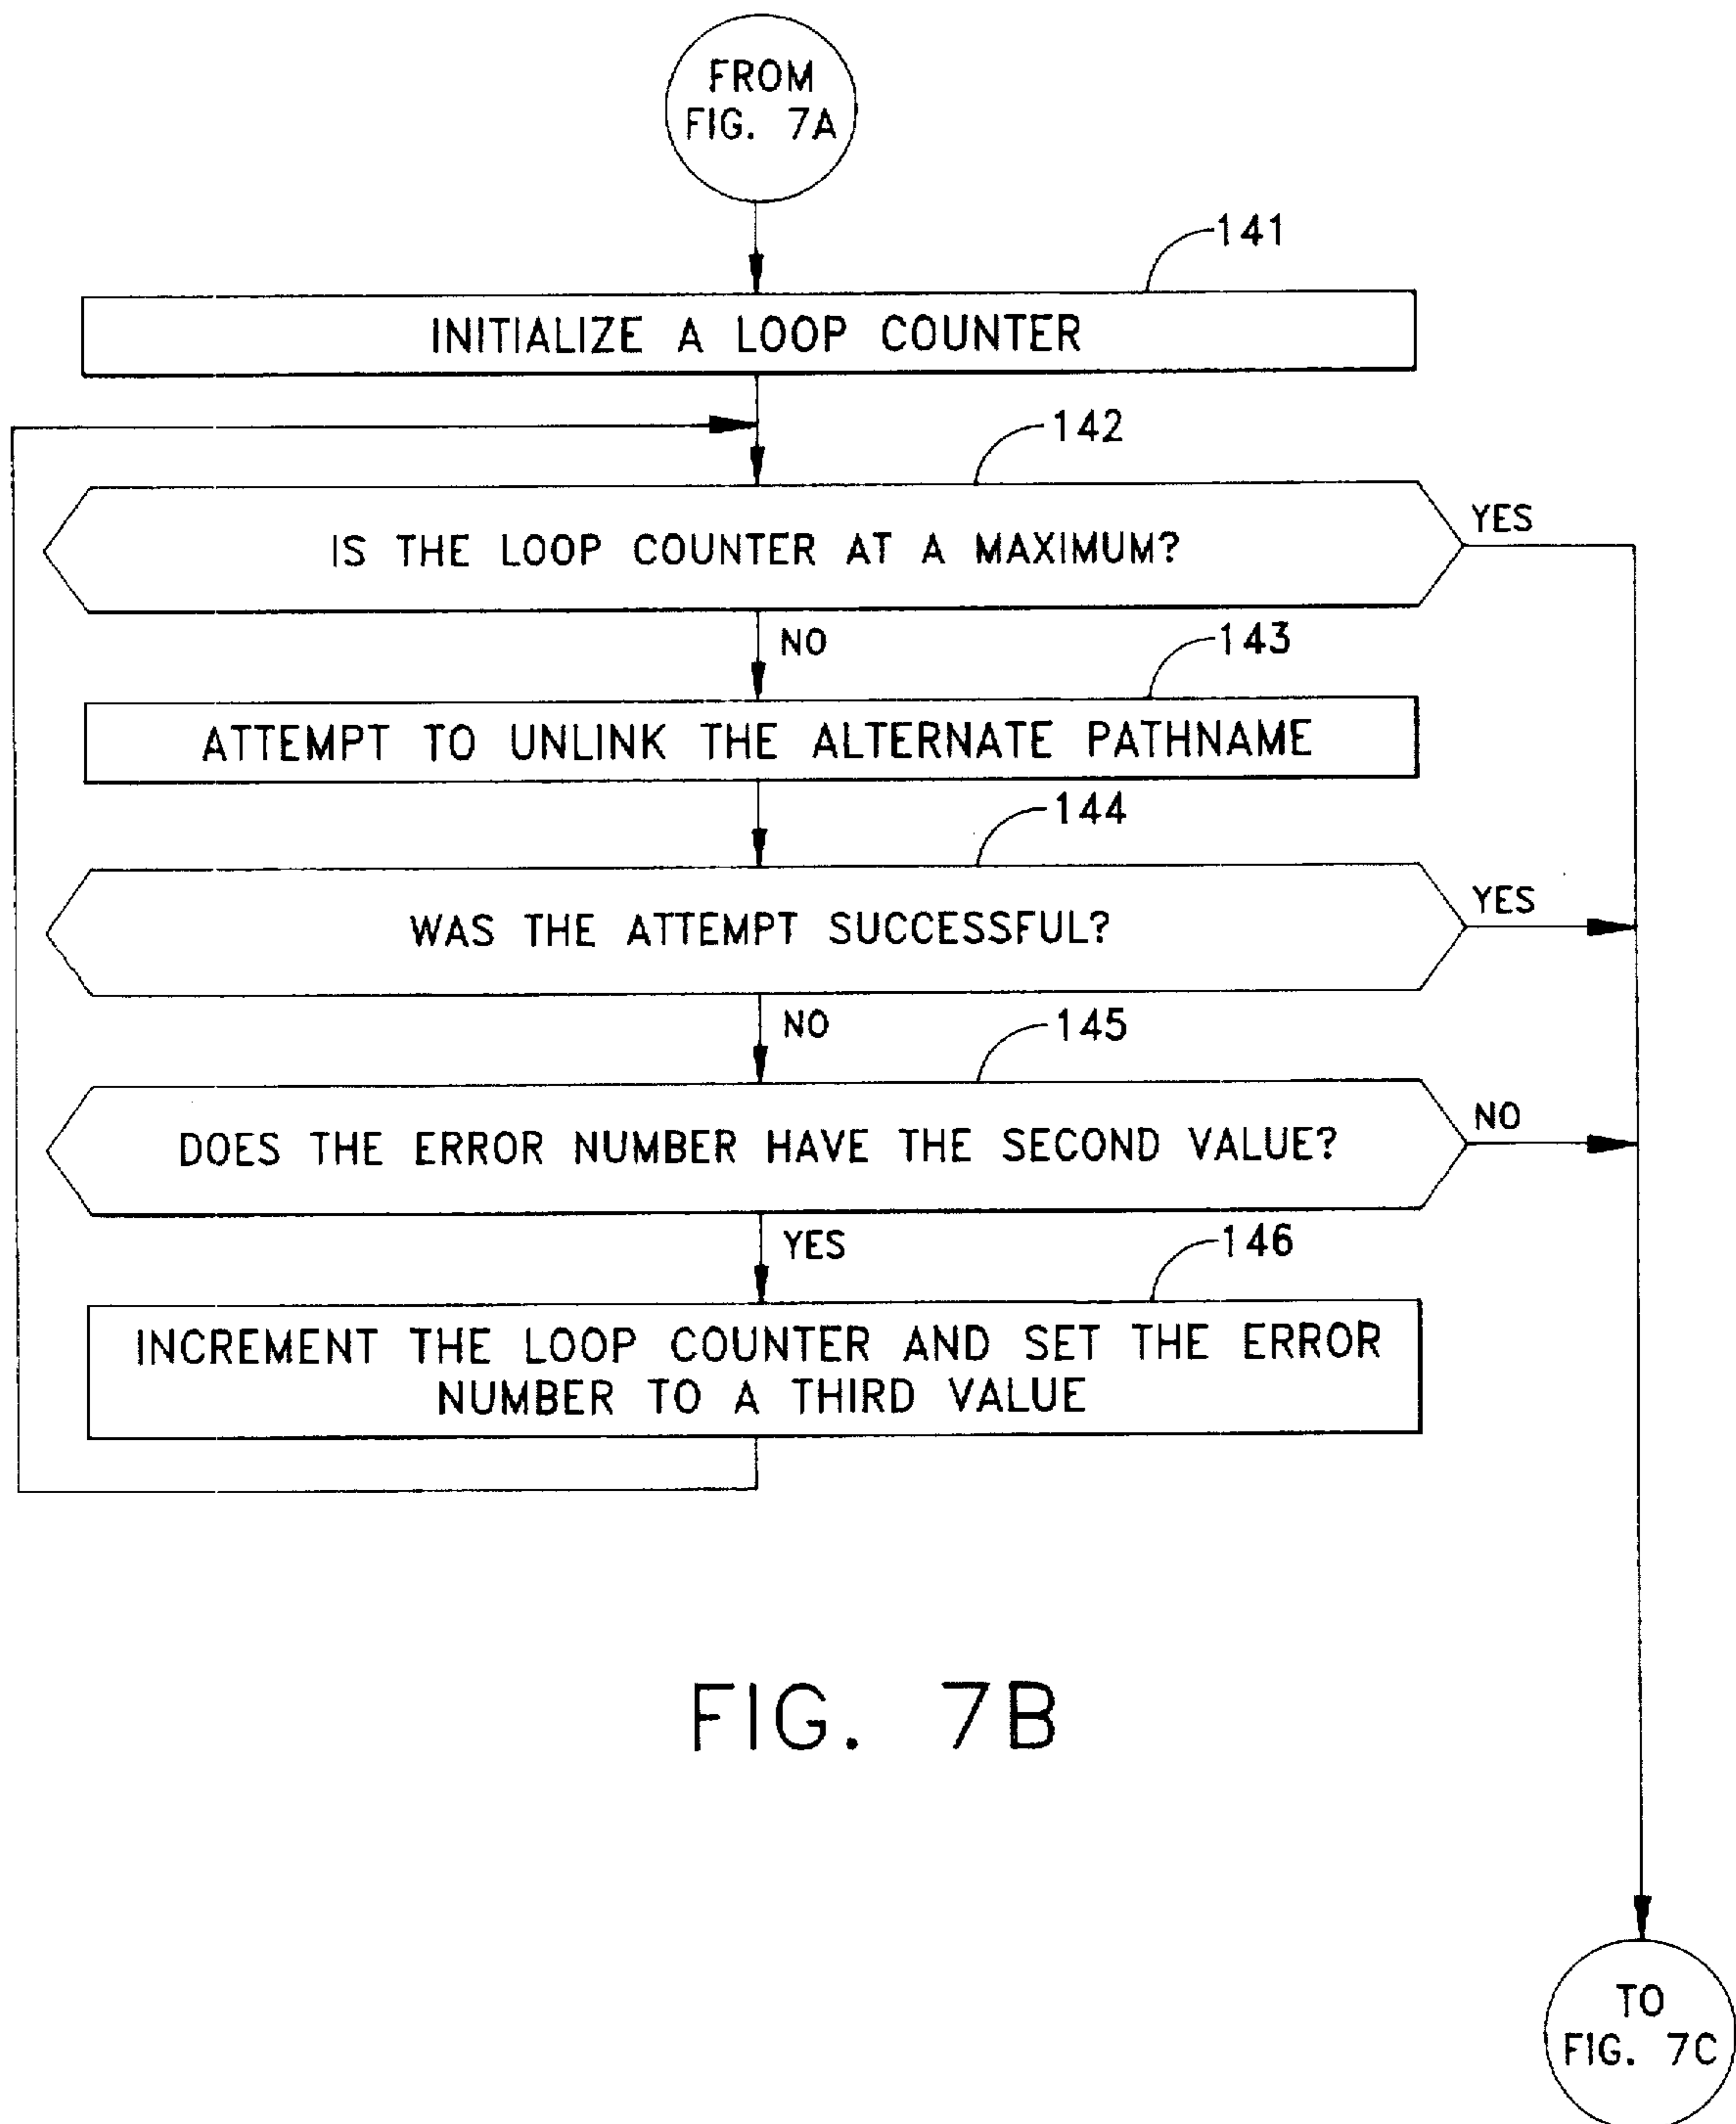 FROM
FIG. 7A
141
INITIALIZE A LOOP COUNTER
142
IS THE LOOP COUNTER AT A MAXIMUM?
YES
NO
143
ATTEMPT TO UNLINK THE ALTERNATE PATHNAME
144
WAS THE ATTEMPT SUCCESSFUL?
YES
NO
145
DOES THE ERROR NUMBER HAVE THE SECOND VALUE?
NO
YES
146
INCREMENT THE LOOP COUNTER AND SET THE ERROR
NUMBER TO A THIRD VALUE
FIG. 7B
TO
FIG. 7C